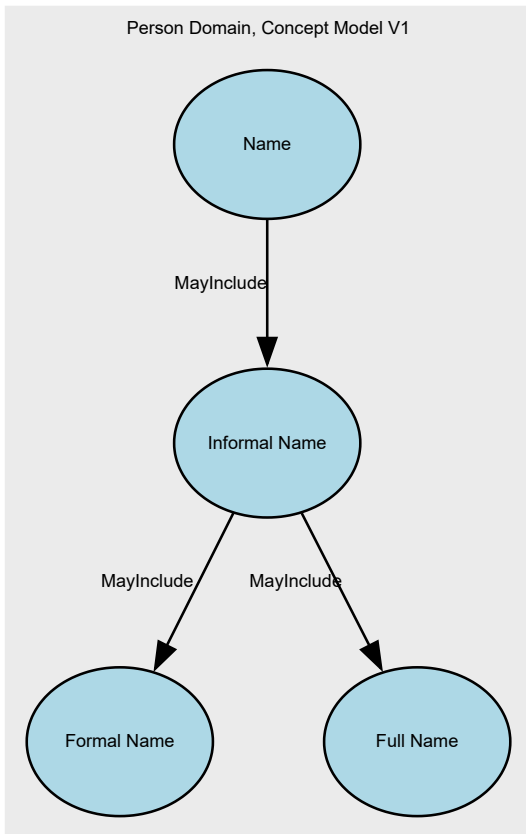 Person Domain, Concept Model V1
Name
MayInclude
Informal Name
MayInclude
MayInclude
Formal Name
Full Name